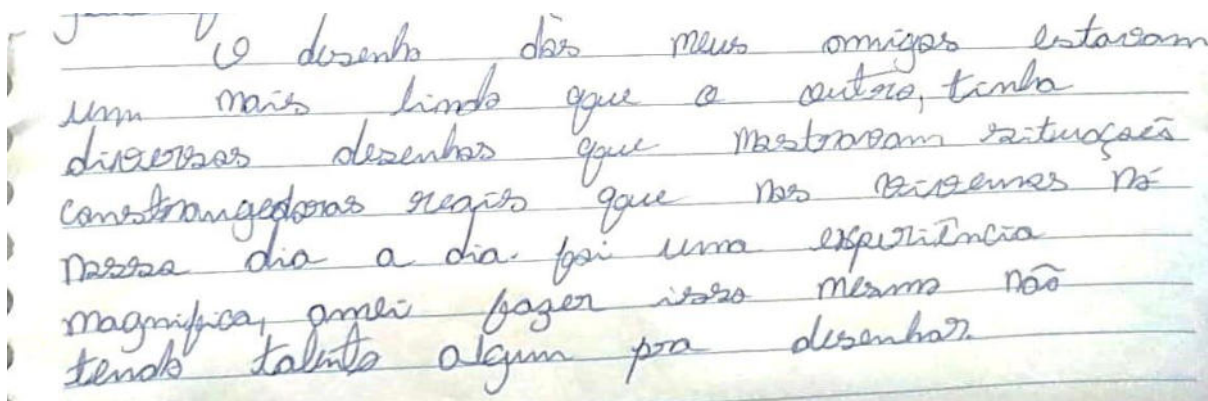 O desenho dos meus amigos estavam
um mais lindo que o outro, tinha
diversos desenhos que mostravam situações
constrangedoras reais que nos vivemos no
nosso dia a dia. foi uma experiência
magnifica, amei fazer isso mesmo não
tendo talento algum pra desenhar.